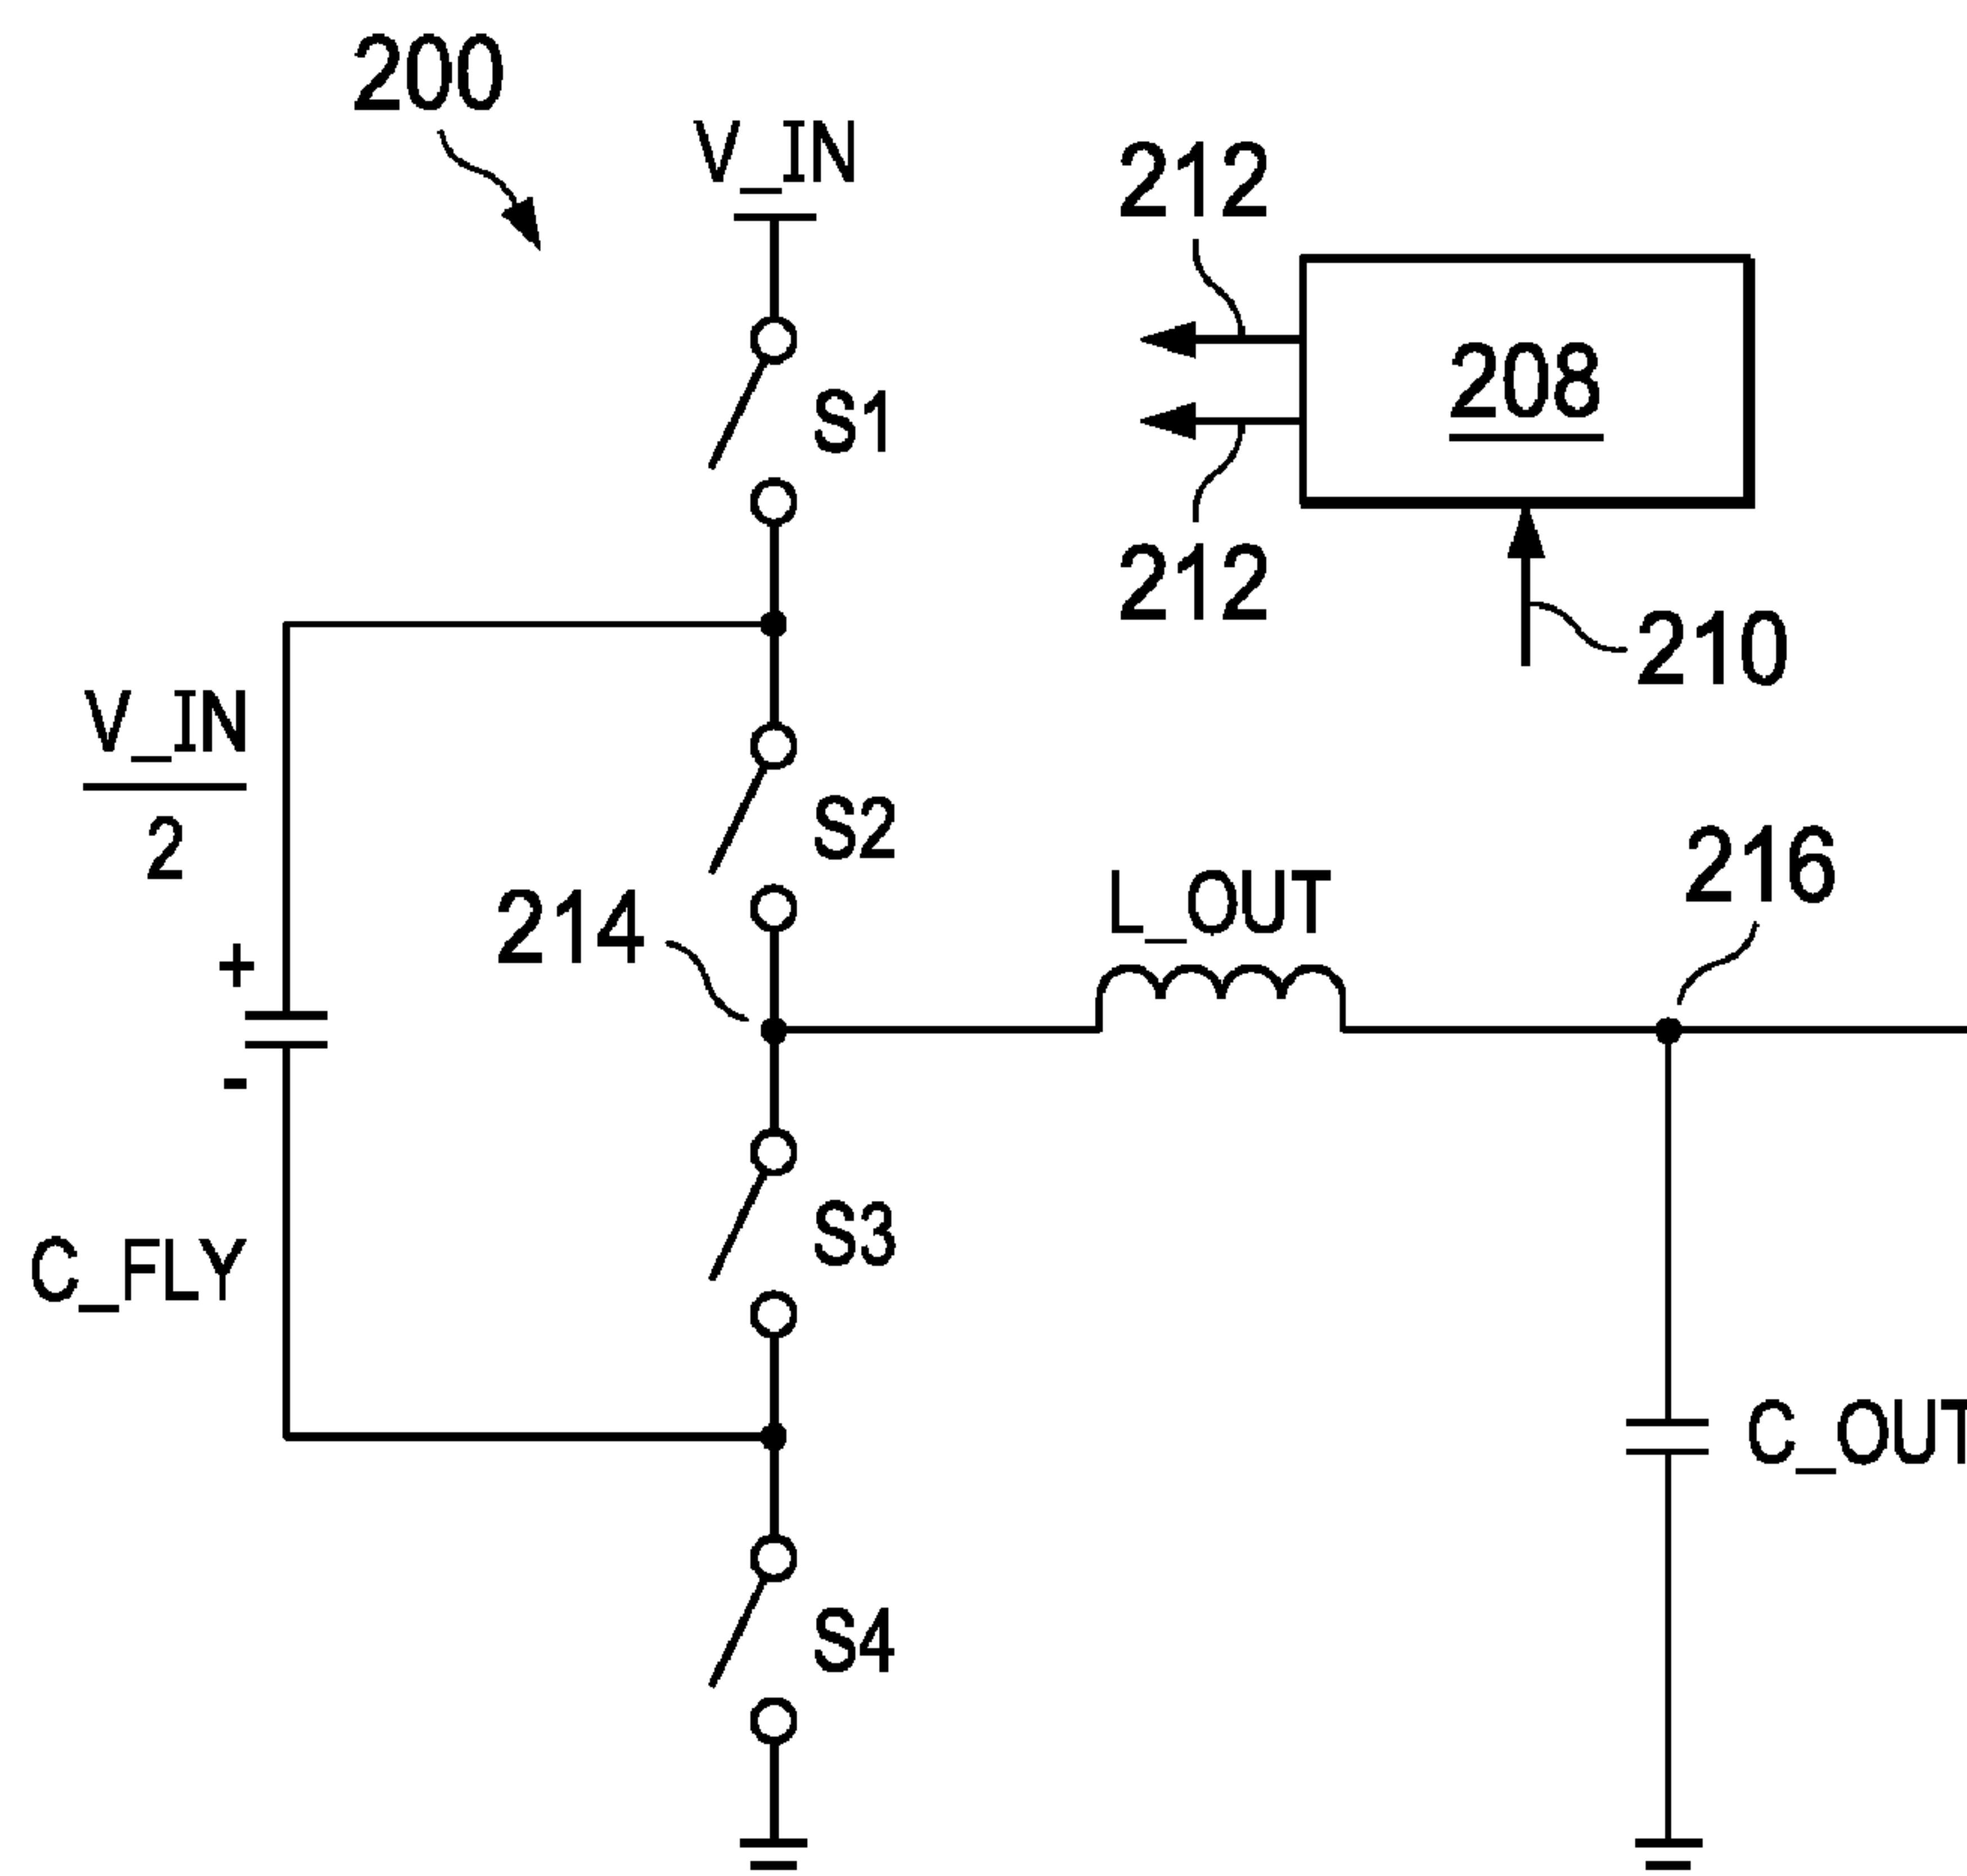 200
V_IN
212
208
S1
212
210
V_IN
2
S2
216
L_OUT
214
+
-
S3
C_FLY
C_OUT
S4